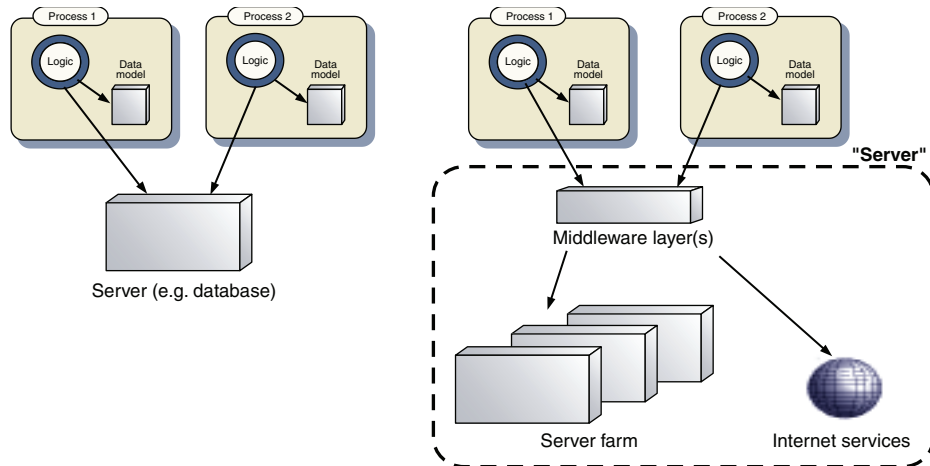 Process 1
Logic
Data
model
Process 2
Logic
Data
model
Server (e.g. database)
Process 1
Logic
Data
model
Process 2
Logic
Data
model
"Server"
Middleware layer(s)
Server farm
Internet services